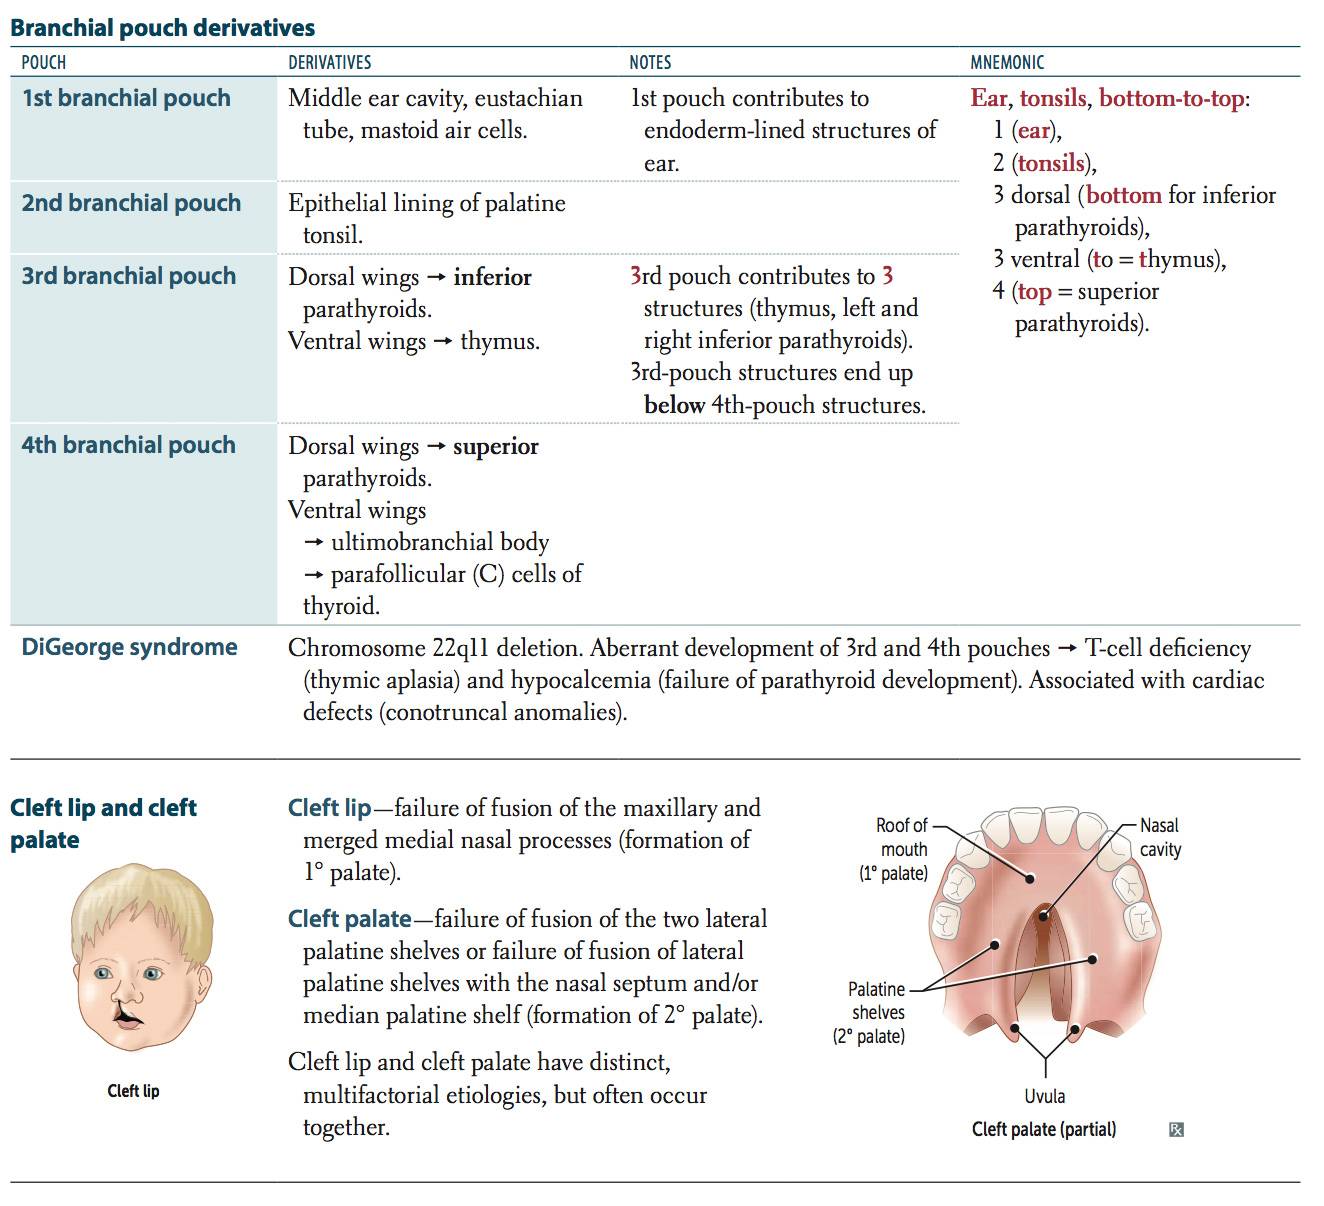 Branchial pouch derivatives
POUCH DERIVATIVES NOTES MNEMONIC
1st branchial pouch
Middle ear cavity, eustachian
tube, mastoid air cells.
1st pouch contributes to
endoderm-lined structures of
ear.
Ear, tonsils, bottom-to-top:
1 (ear),
2 (tonsils),
3 dorsal (bottom for inferior
parathyroids),
3 ventral (to = thymus),
4 (top = superior
parathyroids).
2nd branchial pouch
Epithelial lining of palatine
tonsil.
3rd branchial pouch
Dorsal wings → inferior
parathyroids.
Ventral wings → thymus.
3rd pouch contributes to 3
structures (thymus, left and
right inferior parathyroids).
3rd-pouch structures end up
below 4th-pouch structures.
4th branchial pouch
Dorsal wings → superior
parathyroids.
Ventral wings
→ ultimobranchial body
→ parafollicular (C) cells of
thyroid.
DiGeorge syndrome
Chromosome 22q11 deletion. Aberrant development of 3rd and 4th pouches → T-cell deficiency
(thymic aplasia) and hypocalcemia (failure of parathyroid development). Associated with cardiac
defects (conotruncal anomalies).
Cleft lip and cleft
palate
Cleft lip
Cleft lip—failure of fusion of the maxillary and
merged medial nasal processes (formation of
1° palate).
Cleft palate—failure of fusion of the two lateral
palatine shelves or failure of fusion of lateral
palatine shelves with the nasal septum and/or
median palatine shelf (formation of 2° palate).
Cleft lip and cleft palate have distinct,
multifactorial etiologies, but often occur
together.
Roof of
mouth
(1° palate)
Nasal
cavity
Palatine
shelves
(2° palate)
Uvula
Cleft palate (partial)
℞